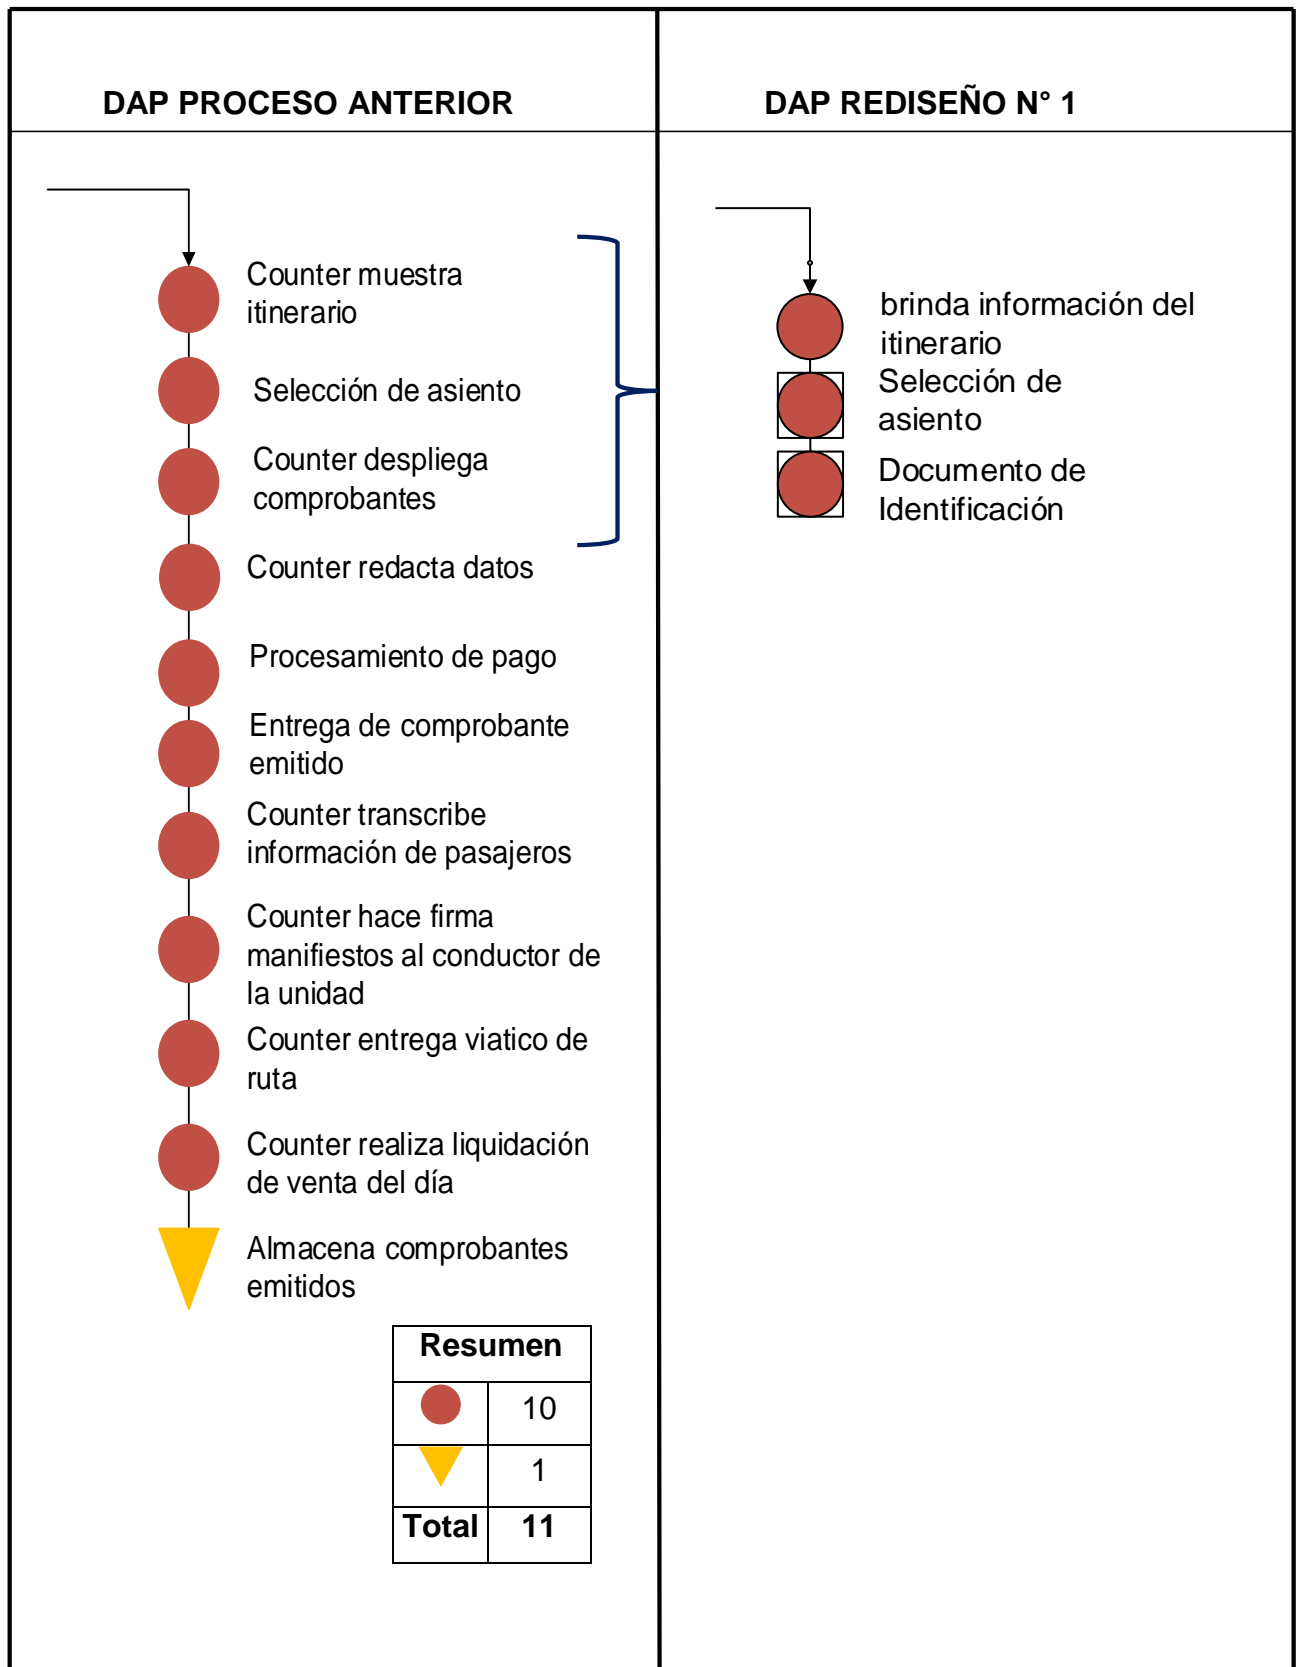 DAP PROCESO ANTERIOR
DAP REDISEÑO N° 1
Counter muestra
itinerario
Selección de asiento
Counter despliega
comprobantes
Counter redacta datos
Procesamiento de pago
Entrega de comprobante
emitido
Counter transcribe
información de pasajeros
Counter hace firma
manifiestos al conductor de
la unidad
Counter entrega viatico de
ruta
Counter realiza liquidación
de venta del día
Almacena comprobantes
emitidos
Resumen
10
1
Total 11
brinda información del
itinerario
Selección de
asiento
Documento de
Identificación